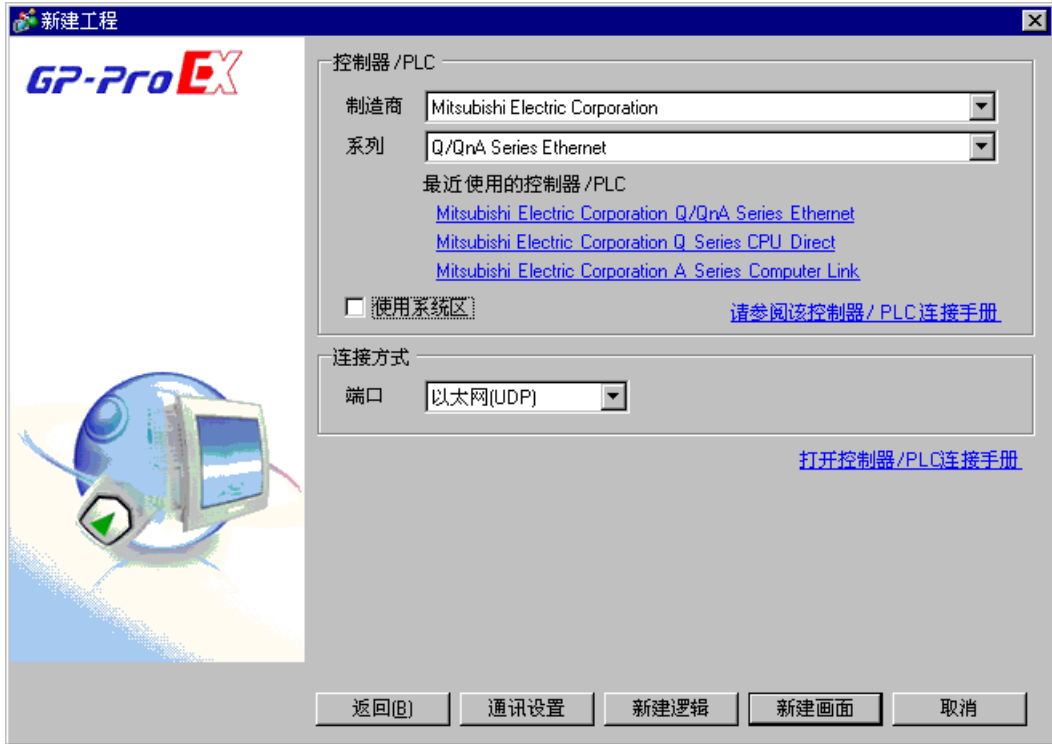 新建工程
GP-Pro EX
控制器/PLC
制造商 Mitsubishi Electric Corporation
系列 Q/QnA Series Ethernet
最近使用的控制器/PLC
Mitsubishi Electric Corporation Q/QnA Series Ethernet
Mitsubishi Electric Corporation Q Series CPU Direct
Mitsubishi Electric Corporation A Series Computer Link
使用系统区 请参阅该控制器/PLC连接手册
连接方式
端口 以太网(UDP)
打开控制器/PLC连接手册
返回(B) 通讯设置 新建逻辑 新建画面 取消